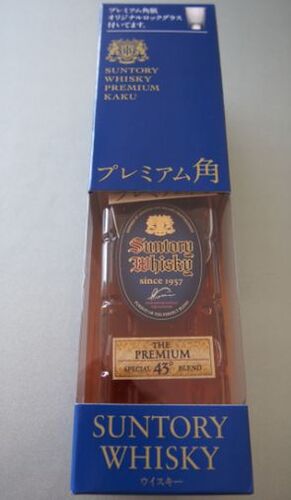 プレミアム角瓶
オリジナルロックグラス
付いてます。
SUNTORY
WHISKY
PREMIUM
KAKU
プレミアム角
Suntory
Whisky
since 1937
THE
PREMIUM
SPECIAL 43° BLEND
SUNTORY
WHISKY
ウイスキー